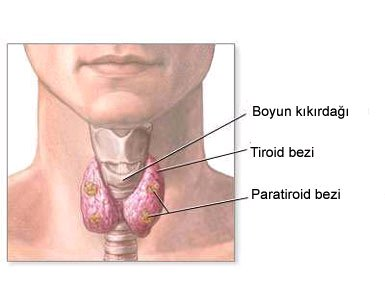 Boyun kıkırdağı
Tiroid bezi
Paratiroid bezi